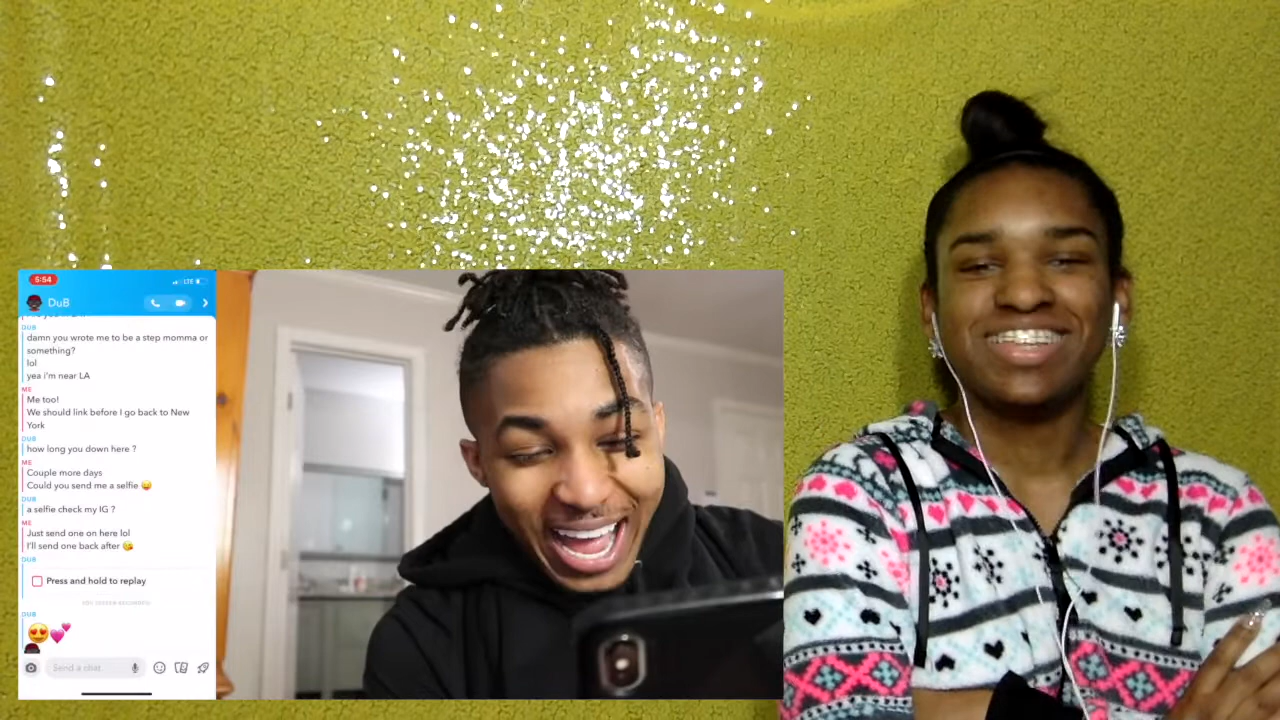 5:54
LTE
DuB
DUB
damn you wrote me to be a step momma or
something?
lol
yea i'm near LA
ME
Me too!
We should link before I go back to New
York
DUB
how long you down here ?
ME
Couple more days
Could you send me a selfie 😄
DUB
a selfie check my IG ?
ME
Just send one on here lol
I'll send one back after 😘
DUB
Press and hold to replay
DUB
😍💕
Send a chat